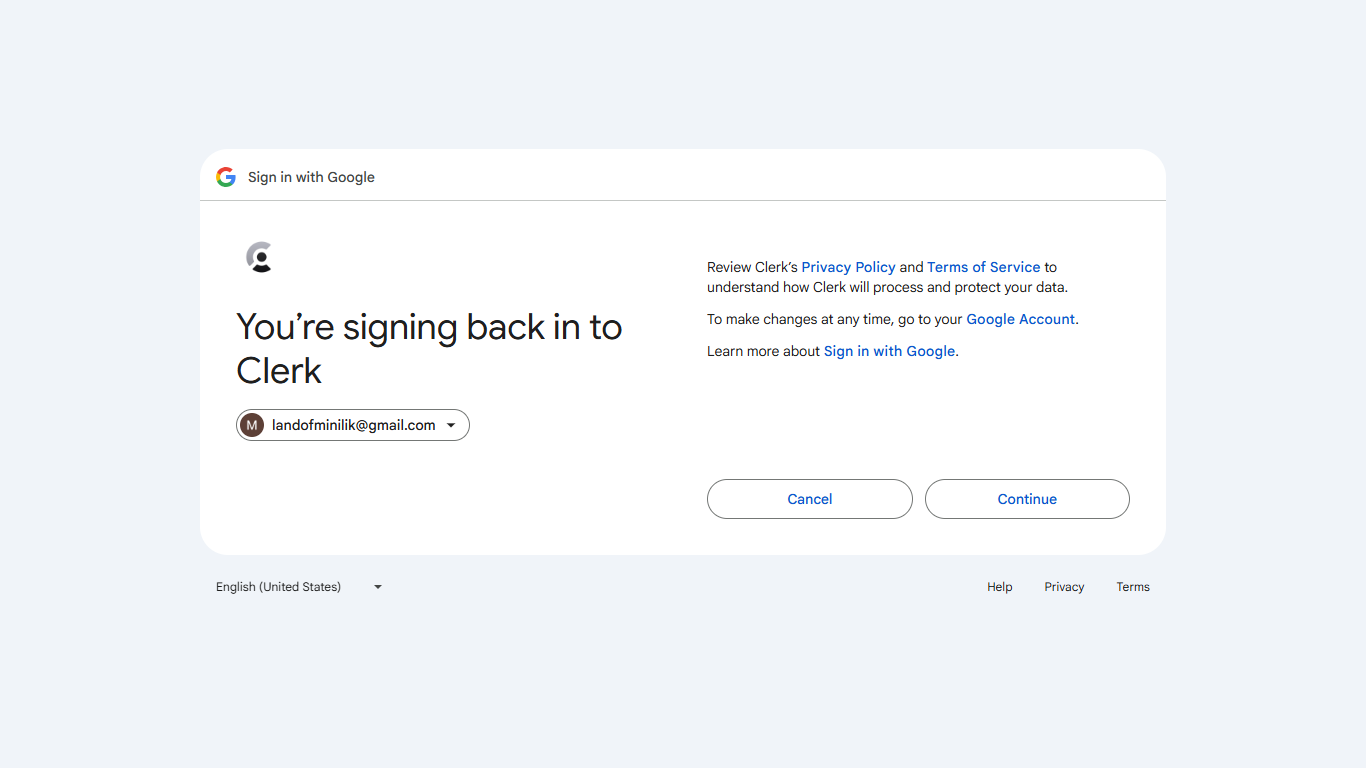 Sign in with Google
You’re signing back in to
Clerk
M
landofminilik@gmail.com
Review Clerk’s Privacy Policy and Terms of Service to
understand how Clerk will process and protect your data.
To make changes at any time, go to your Google Account.
Learn more about Sign in with Google.
Cancel
Continue
English (United States)
Help
Privacy
Terms